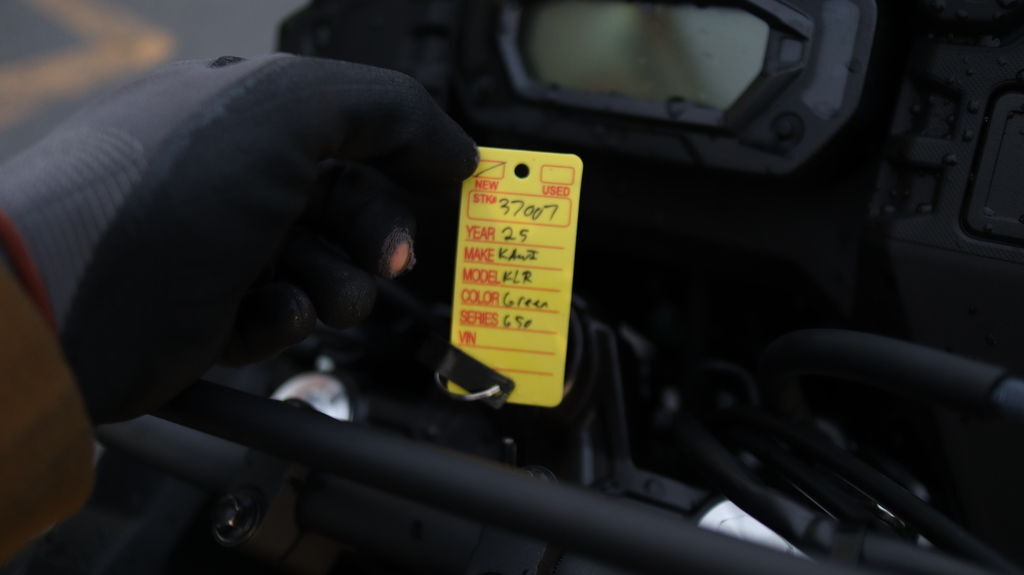 NEW USED
STK# 37007
YEAR 25
MAKE KAWI
MODEL KLR
COLOR Green
SERIES 650
VIN